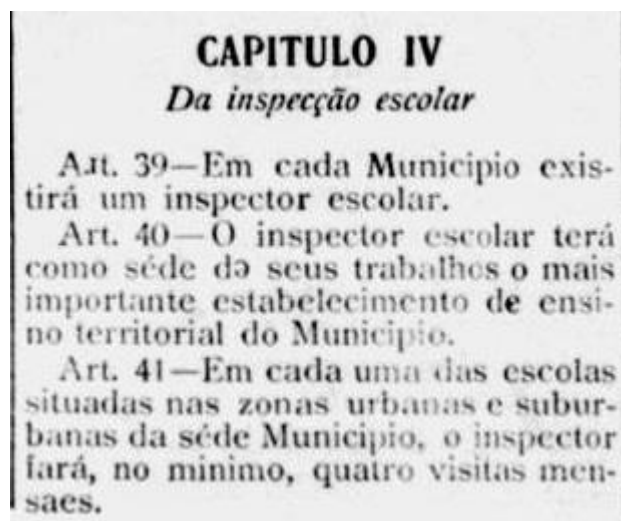 CAPITULO IV
Da inspecção escolar
Art. 39—Em cada Municipio exis-
tirá um inspector escolar.
Art. 40—O inspector escolar terá
como séde de seus trabalhos o mais
importante estabelecimento de ensi-
no territorial do Municipio.
Art. 41—Em cada uma das escolas
situadas nas zonas urbanas e subur-
banas da séde Municipio, o inspector
fará, no minimo, quatro visitas men-
saes.